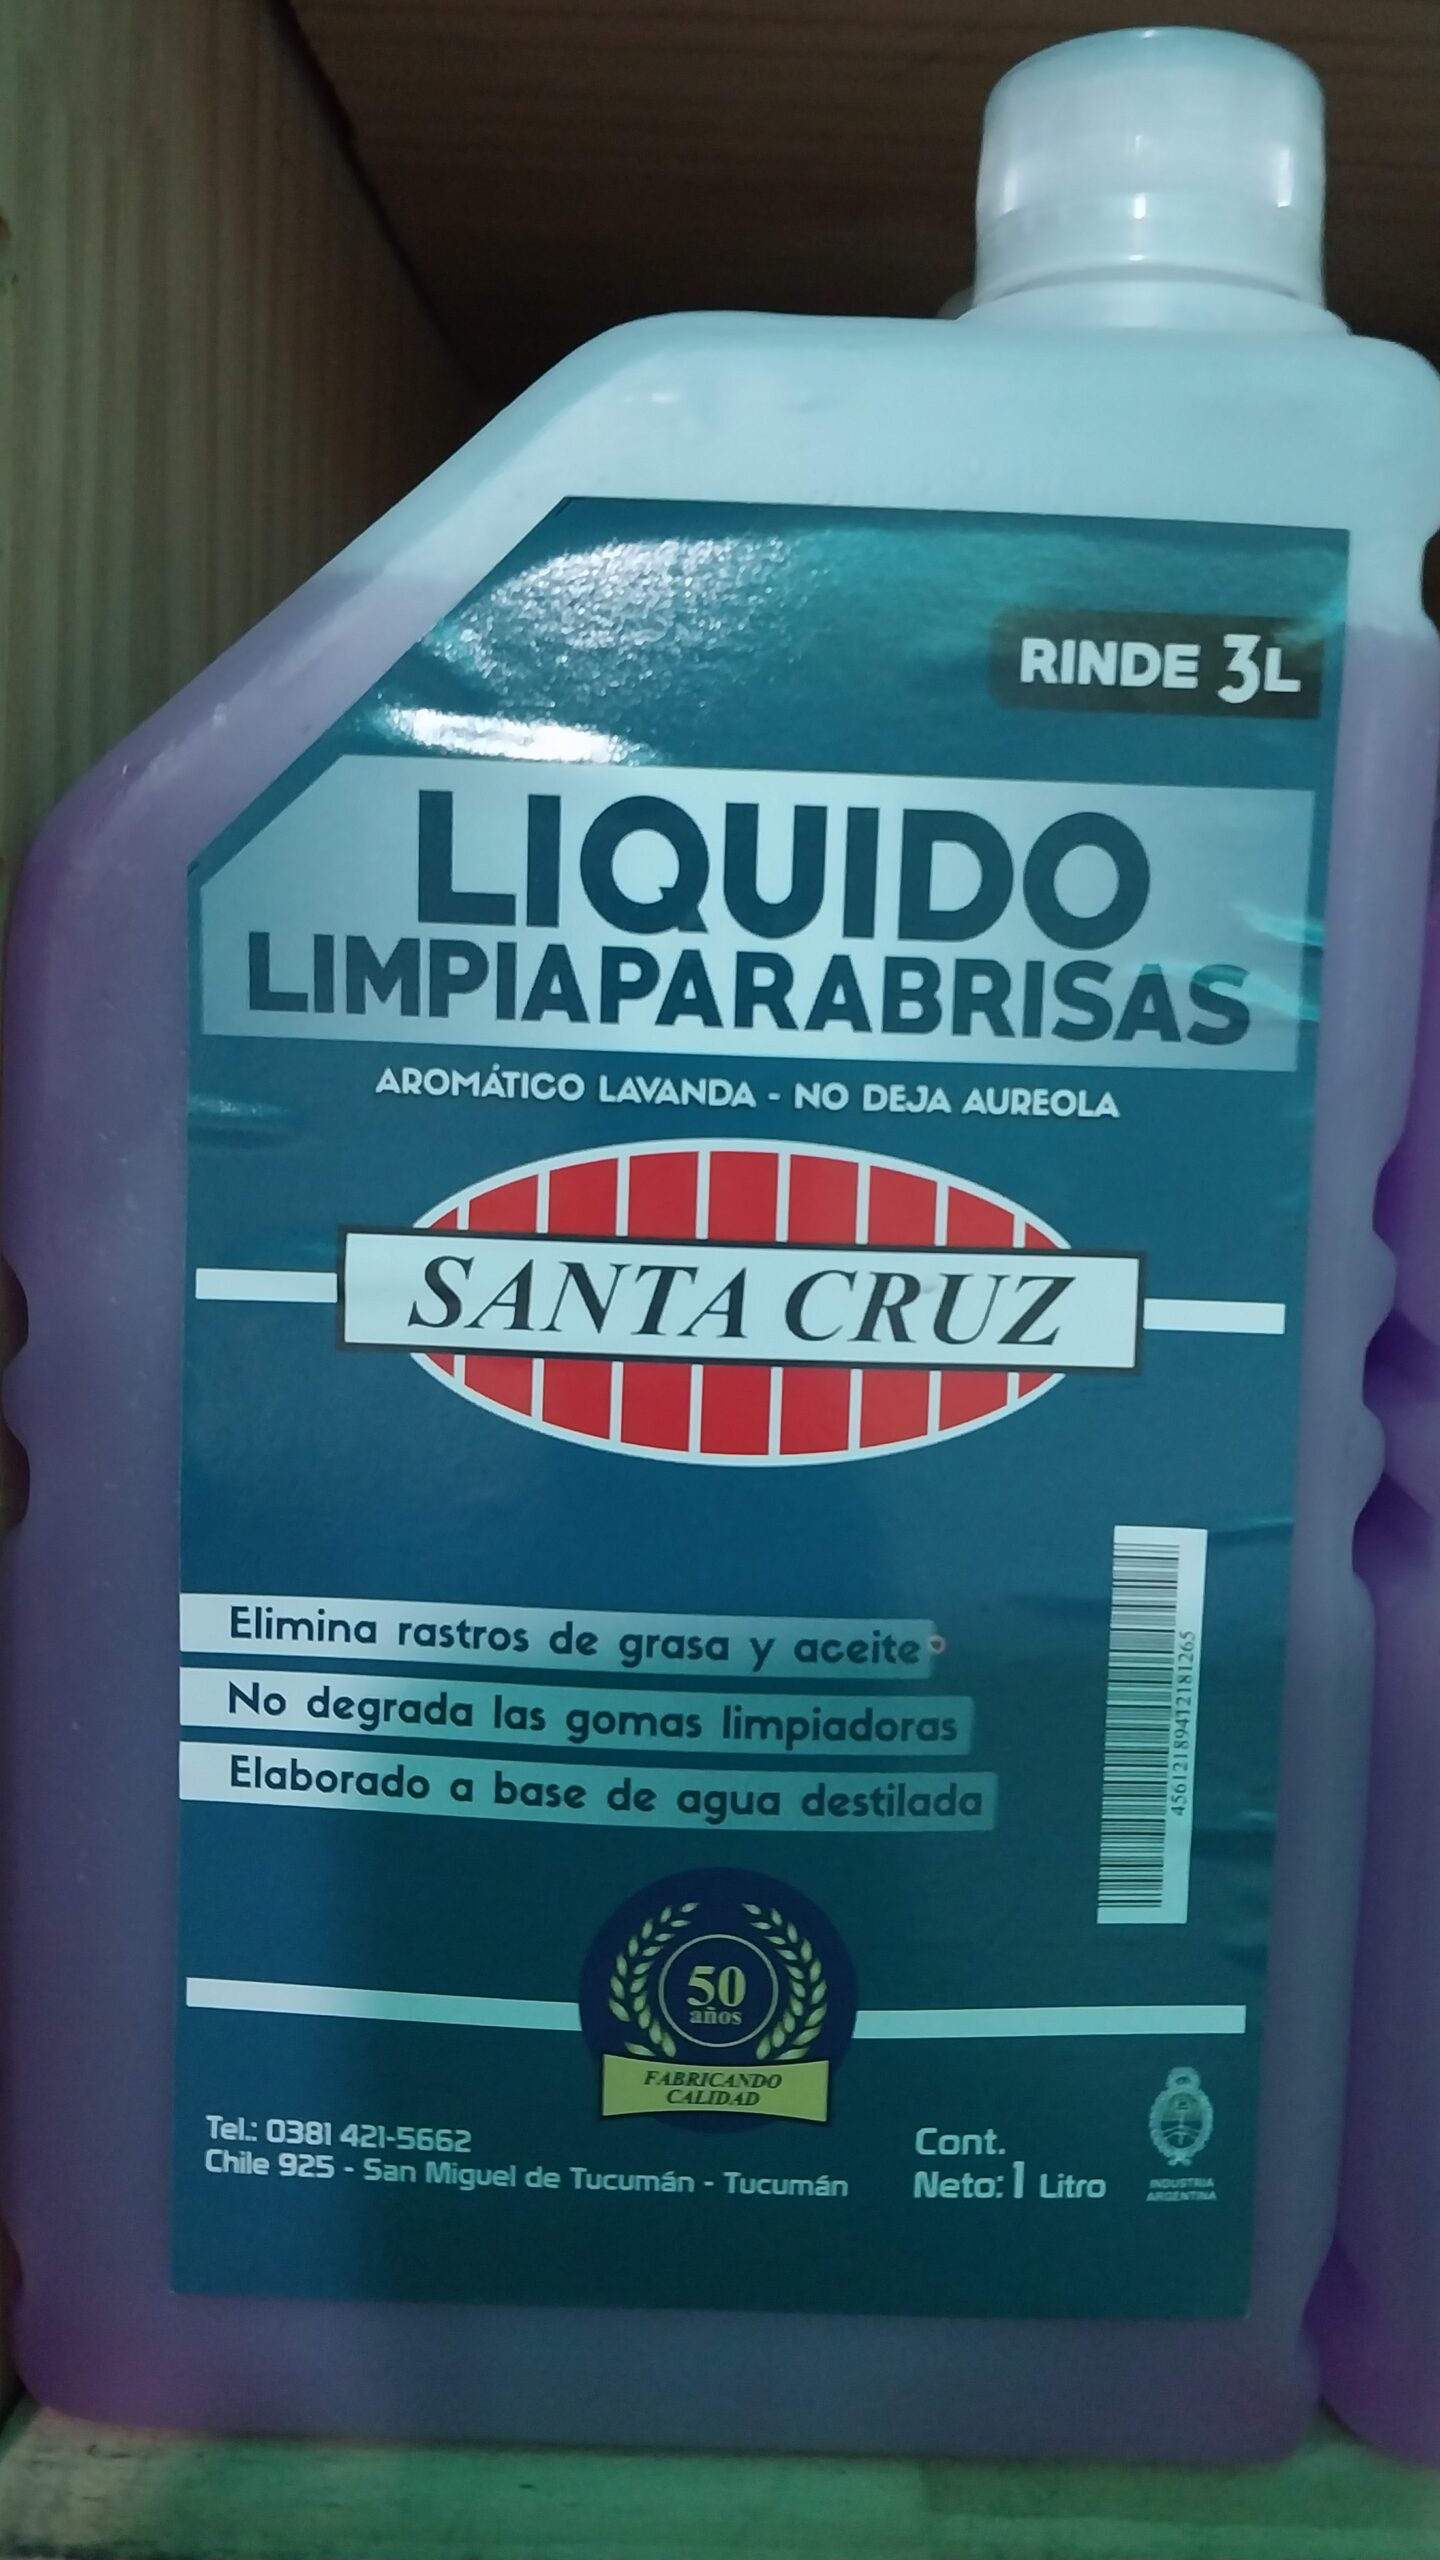 RINDE 3L
LIQUIDO
LIMPIAPARABRISAS
AROMÁTICO LAVANDA - NO DEJA AUREOLA
SANTA CRUZ
Elimina rastros de grasa y aceite
No degrada las gomas limpiadoras
Elaborado a base de agua destilada
45612189412181265
50
años
FABRICANDO
CALIDAD
Tel.: 0381 421-5662
Chile 925 - San Miguel de Tucumán - Tucumán
Cont.
Neto: 1 Litro
INDUSTRIA
ARGENTINA